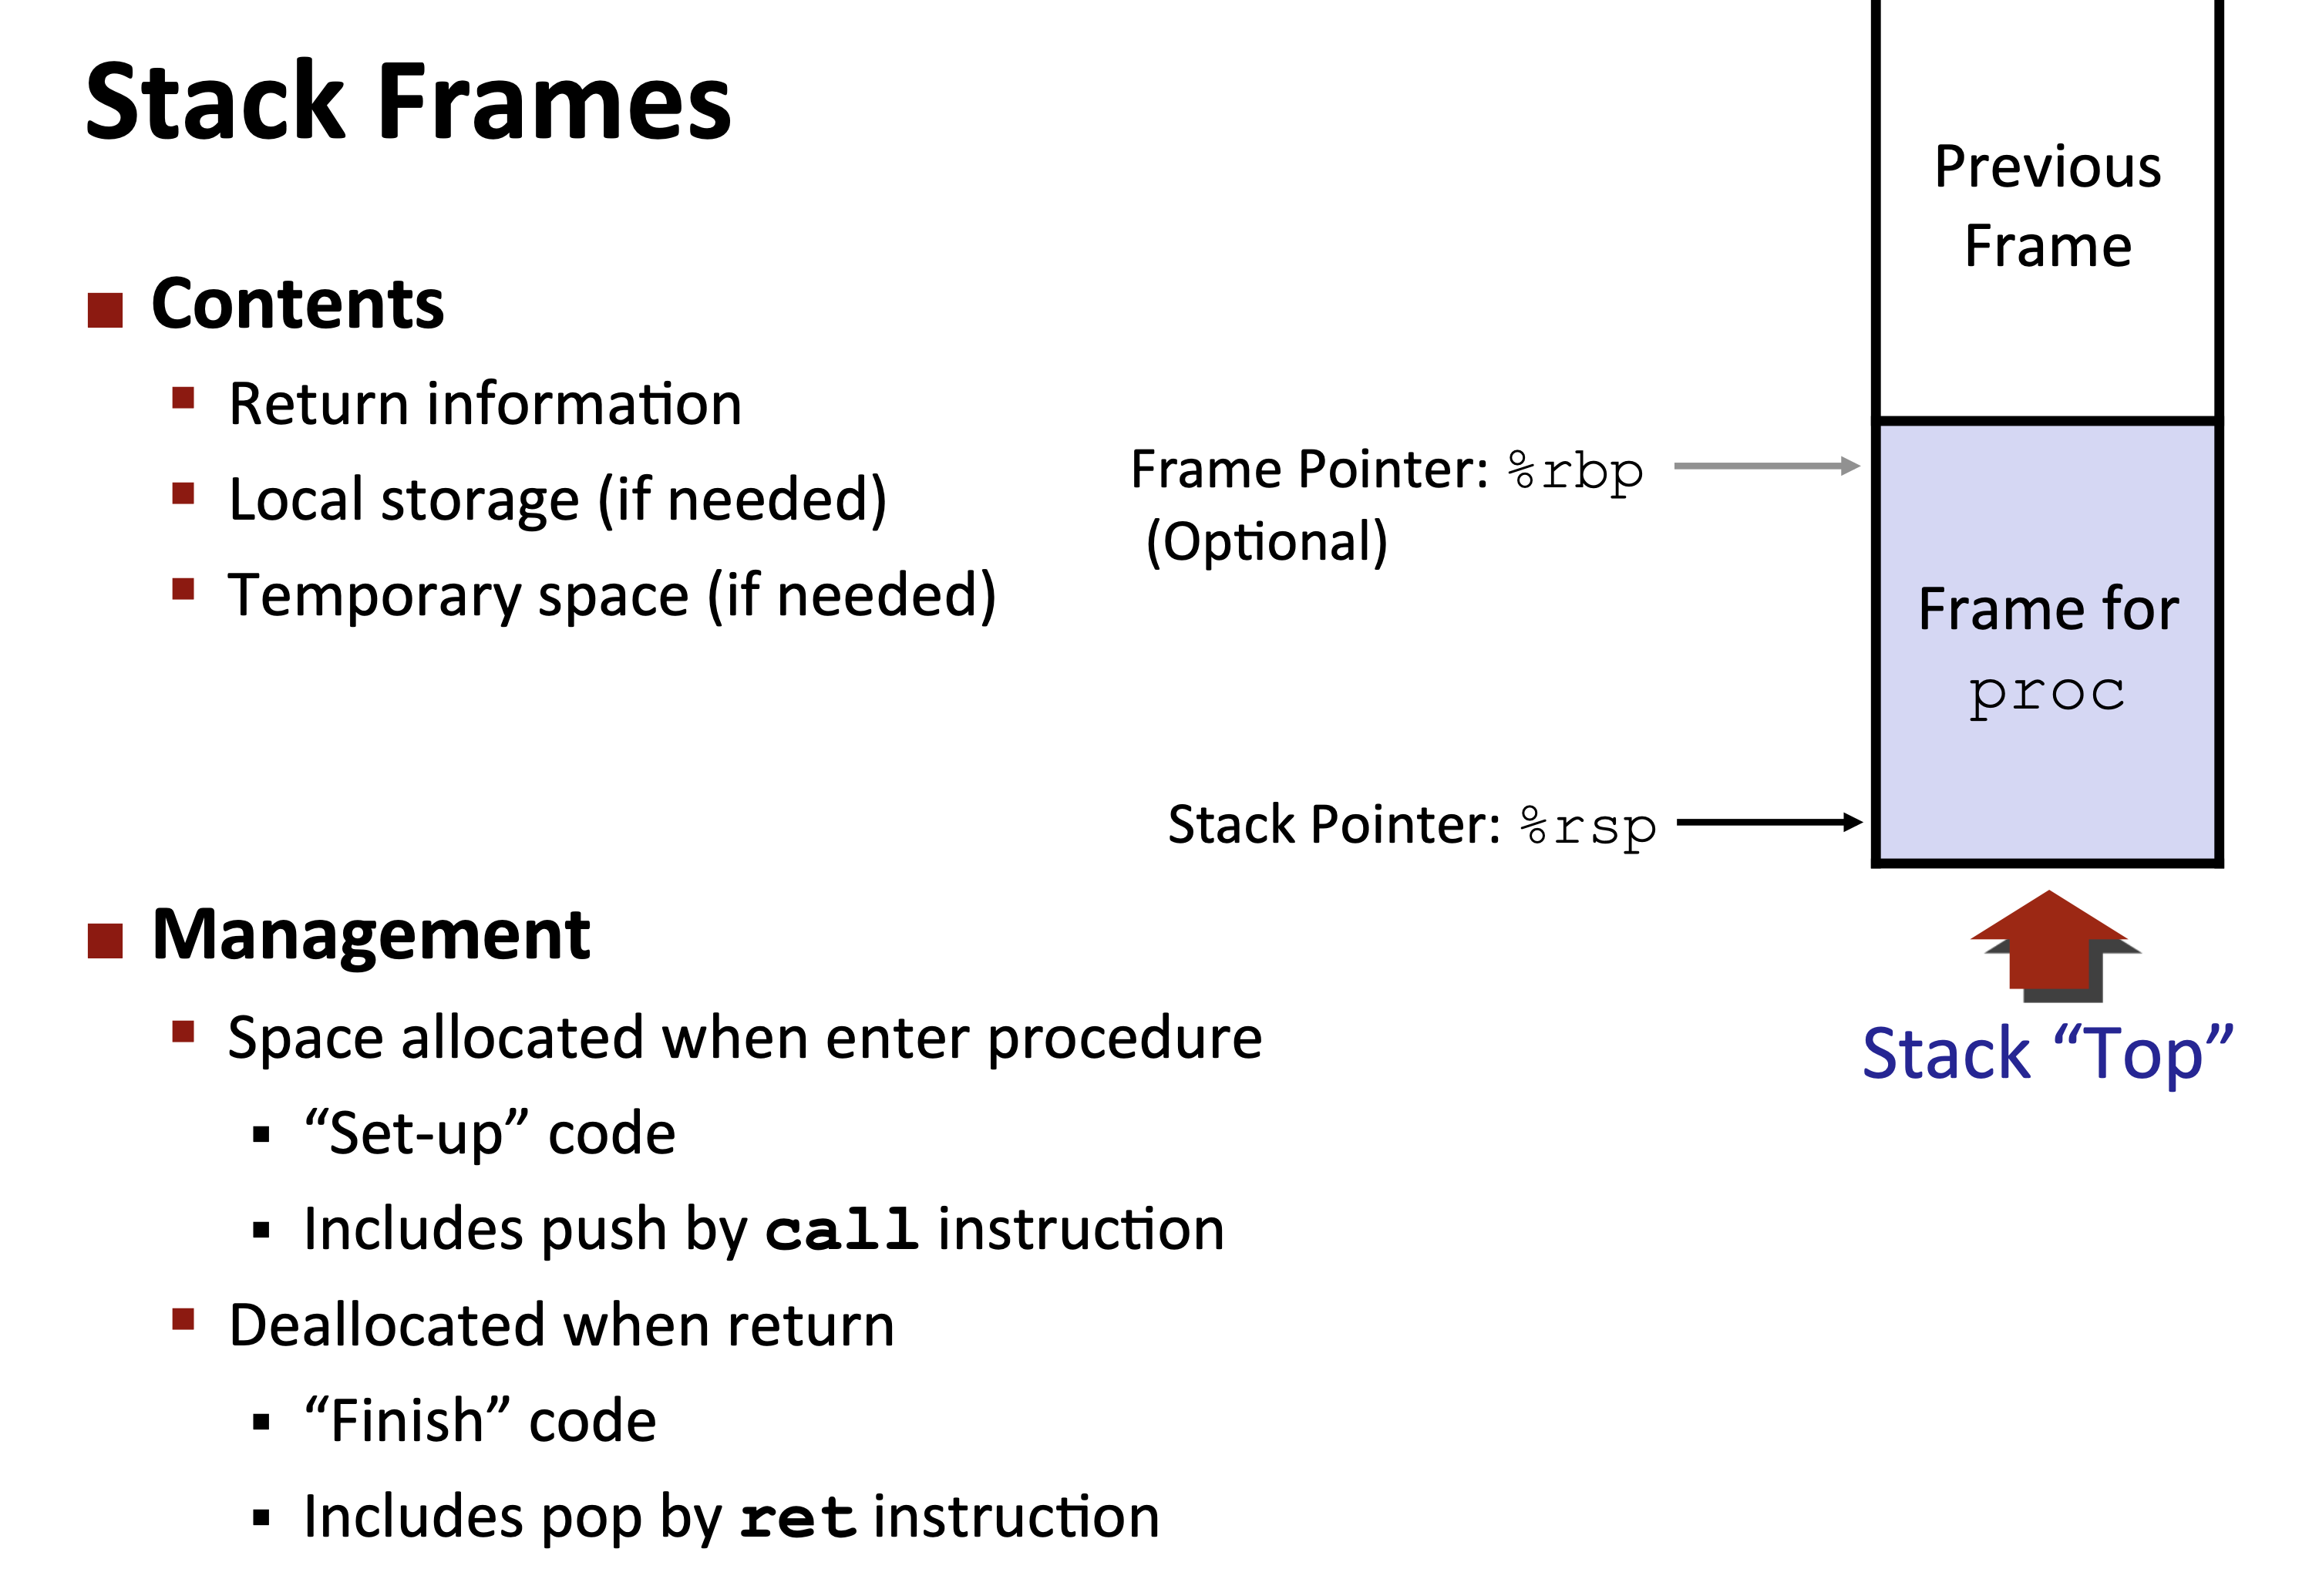 Stack Frames
Contents
Return information
Local storage (if needed)
Temporary space (if needed)
Management
Space allocated when enter procedure
“Set-up” code
Includes push by call instruction
Deallocated when return
“Finish” code
Includes pop by ret instruction
Previous
Frame
Frame Pointer: %rbp
(Optional)
Frame for
proc
Stack Pointer: %rsp
Stack “Top”